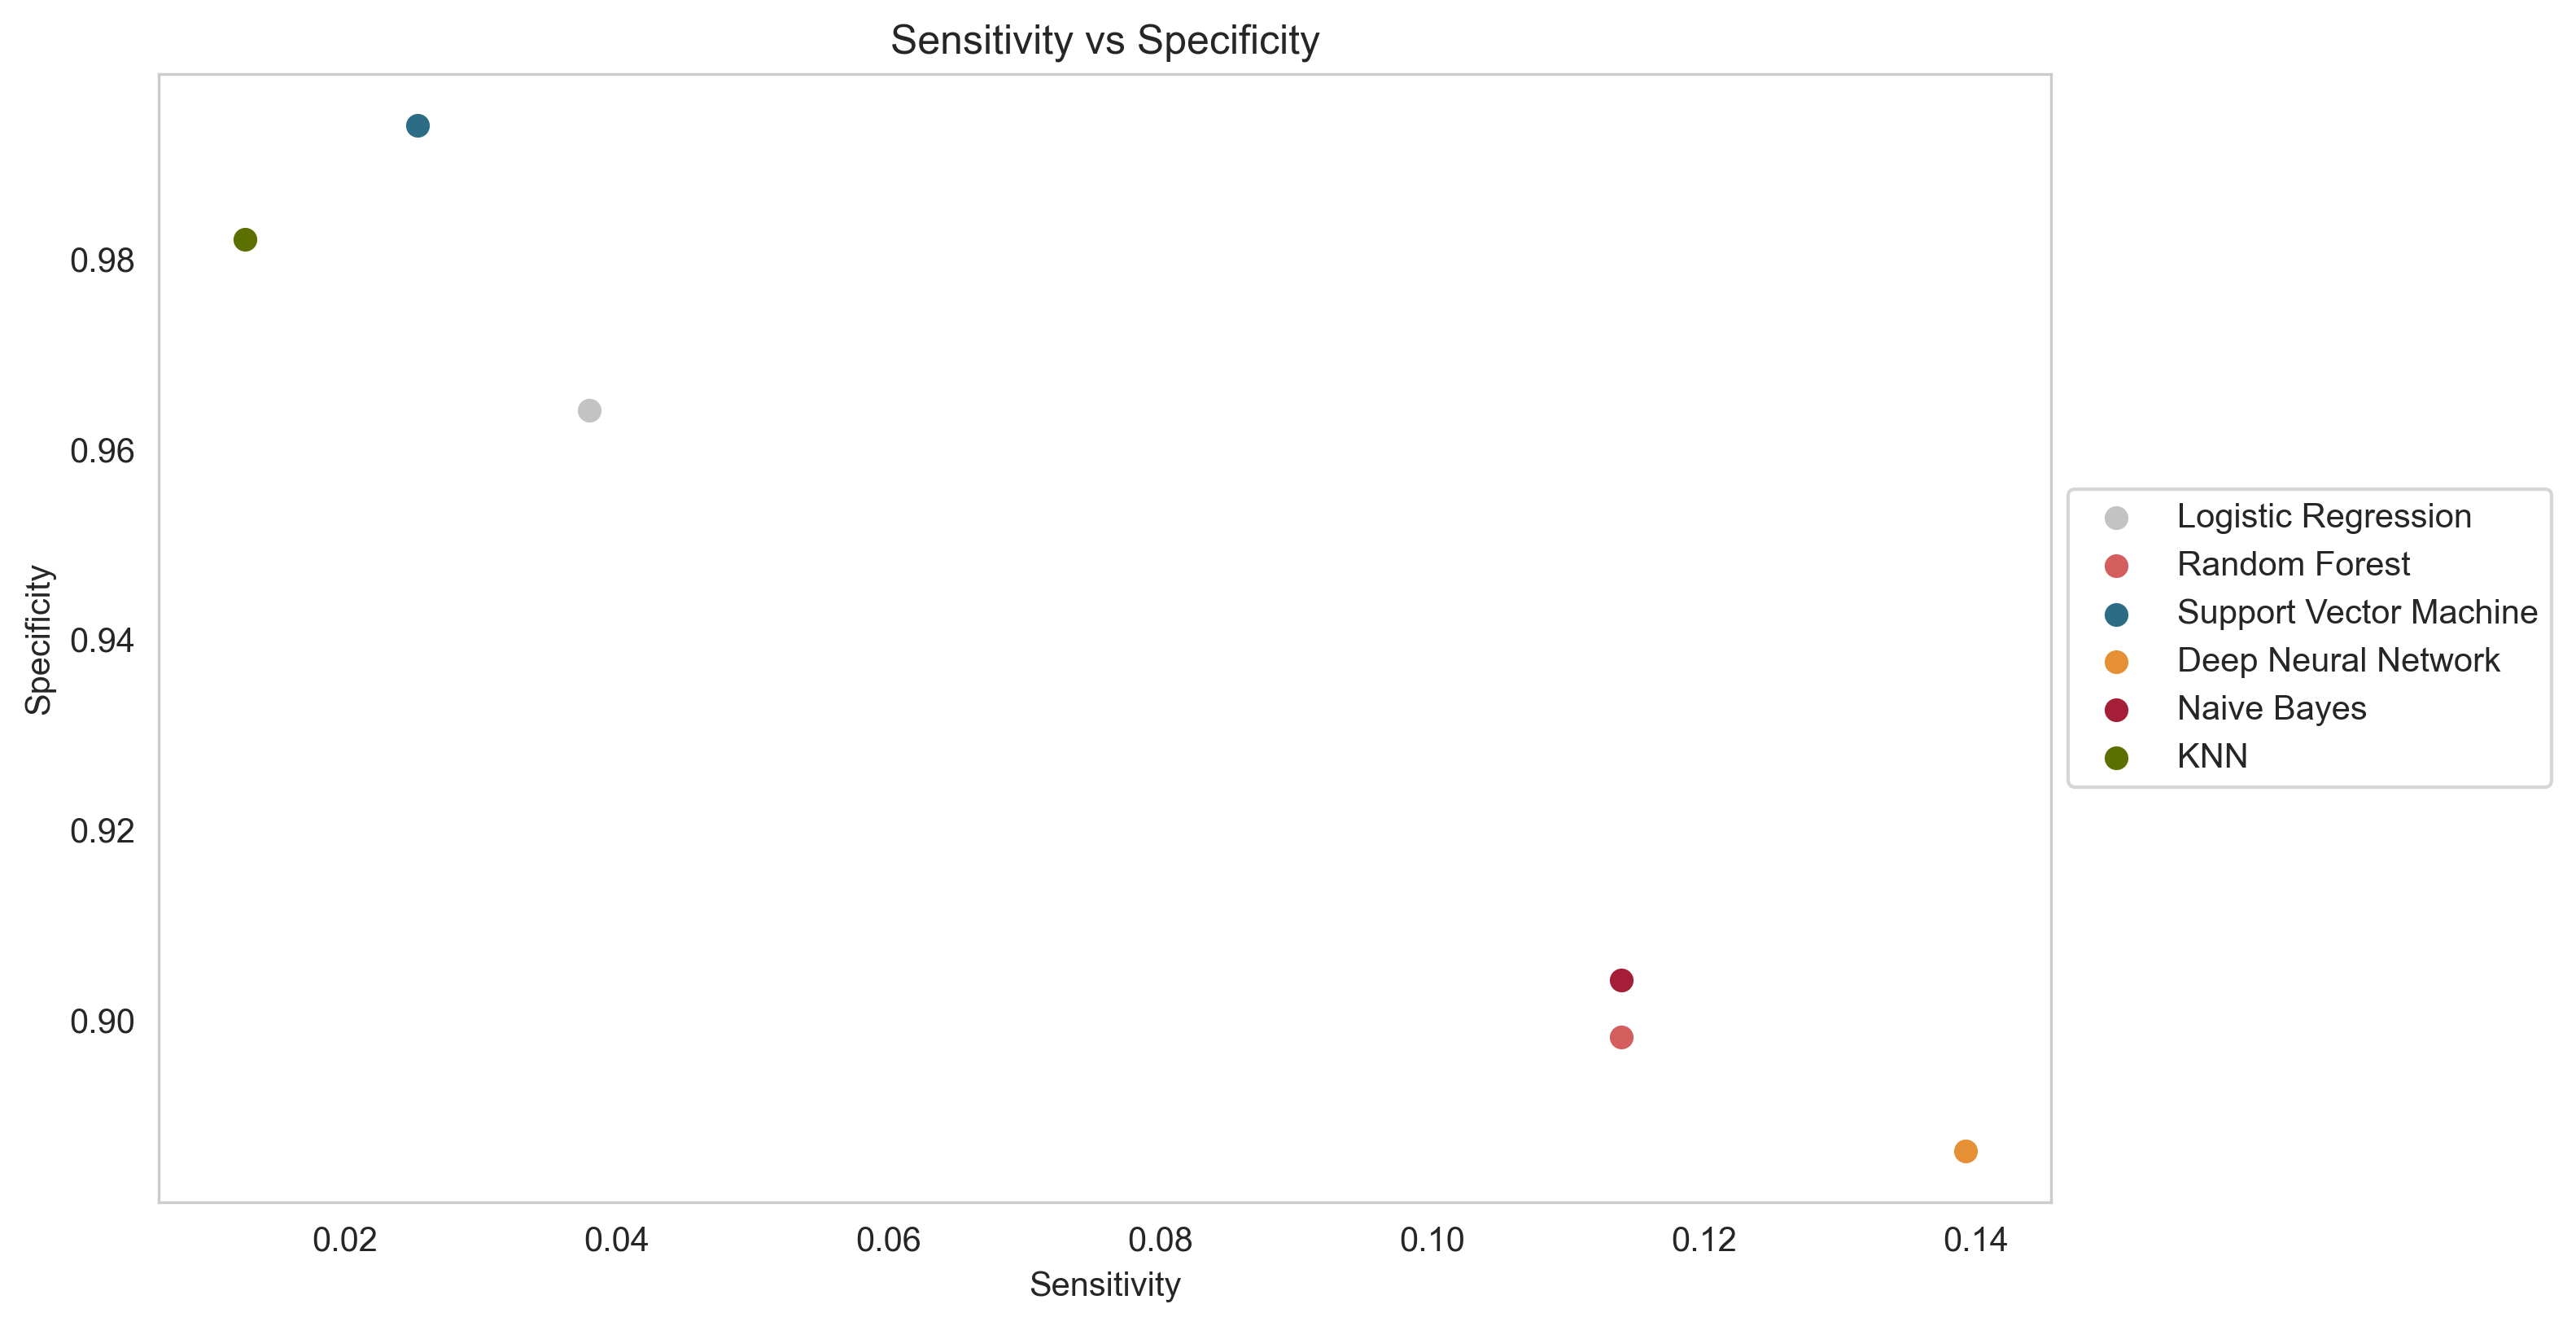 Sensitivity vs Specificity
0.98
0.96
0.94
0.92
0.90
Specificity
0.02 0.04 0.06 0.08 0.10 0.12 0.14
Sensitivity
Logistic Regression
Random Forest
Support Vector Machine
Deep Neural Network
Naive Bayes
KNN